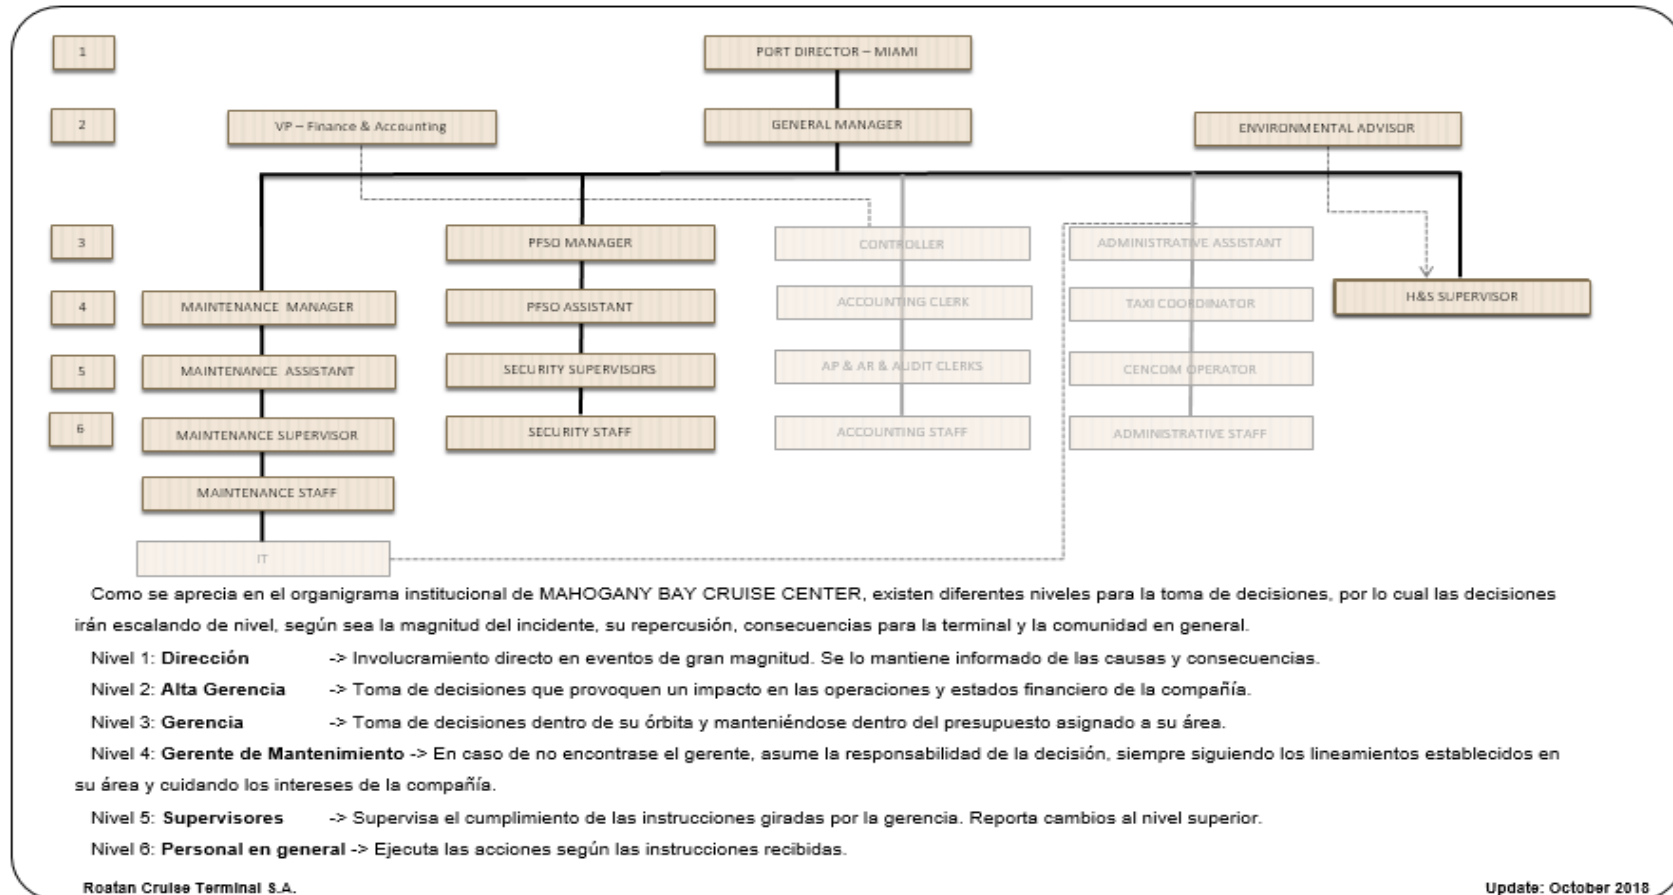 1
PORT DIRECTOR – MIAMI
2
VP – Finance & Accounting
GENERAL MANAGER
ENVIRONMENTAL ADVISOR
3
PFSO MANAGER
CONTROLLER
ADMINISTRATIVE ASSISTANT
4
MAINTENANCE MANAGER
PFSO ASSISTANT
ACCOUNTING CLERK
TAXI COORDINATOR
H&S SUPERVISOR
5
MAINTENANCE ASSISTANT
SECURITY SUPERVISORS
AP & AR & AUDIT CLERKS
CENCOM OPERATOR
6
MAINTENANCE SUPERVISOR
SECURITY STAFF
ACCOUNTING STAFF
ADMINISTRATIVE STAFF
MAINTENANCE STAFF
IT
Como se aprecia en el organigrama institucional de MAHOGANY BAY CRUISE CENTER, existen diferentes niveles para la toma de decisiones, por lo cual las decisiones
irán escalando de nivel, según sea la magnitud del incidente, su repercusión, consecuencias para la terminal y la comunidad en general.
Nivel 1: Dirección -> Involucramiento directo en eventos de gran magnitud. Se lo mantiene informado de las causas y consecuencias.
Nivel 2: Alta Gerencia -> Toma de decisiones que provoquen un impacto en las operaciones y estados financiero de la compañía.
Nivel 3: Gerencia -> Toma de decisiones dentro de su órbita y manteniéndose dentro del presupuesto asignado a su área.
Nivel 4: Gerente de Mantenimiento -> En caso de no encontrase el gerente, asume la responsabilidad de la decisión, siempre siguiendo los lineamientos establecidos en
su área y cuidando los intereses de la compañía.
Nivel 5: Supervisores -> Supervisa el cumplimiento de las instrucciones giradas por la gerencia. Reporta cambios al nivel superior.
Nivel 6: Personal en general -> Ejecuta las acciones según las instrucciones recibidas.
Roatan Cruise Terminal S.A.
Update: October 2018